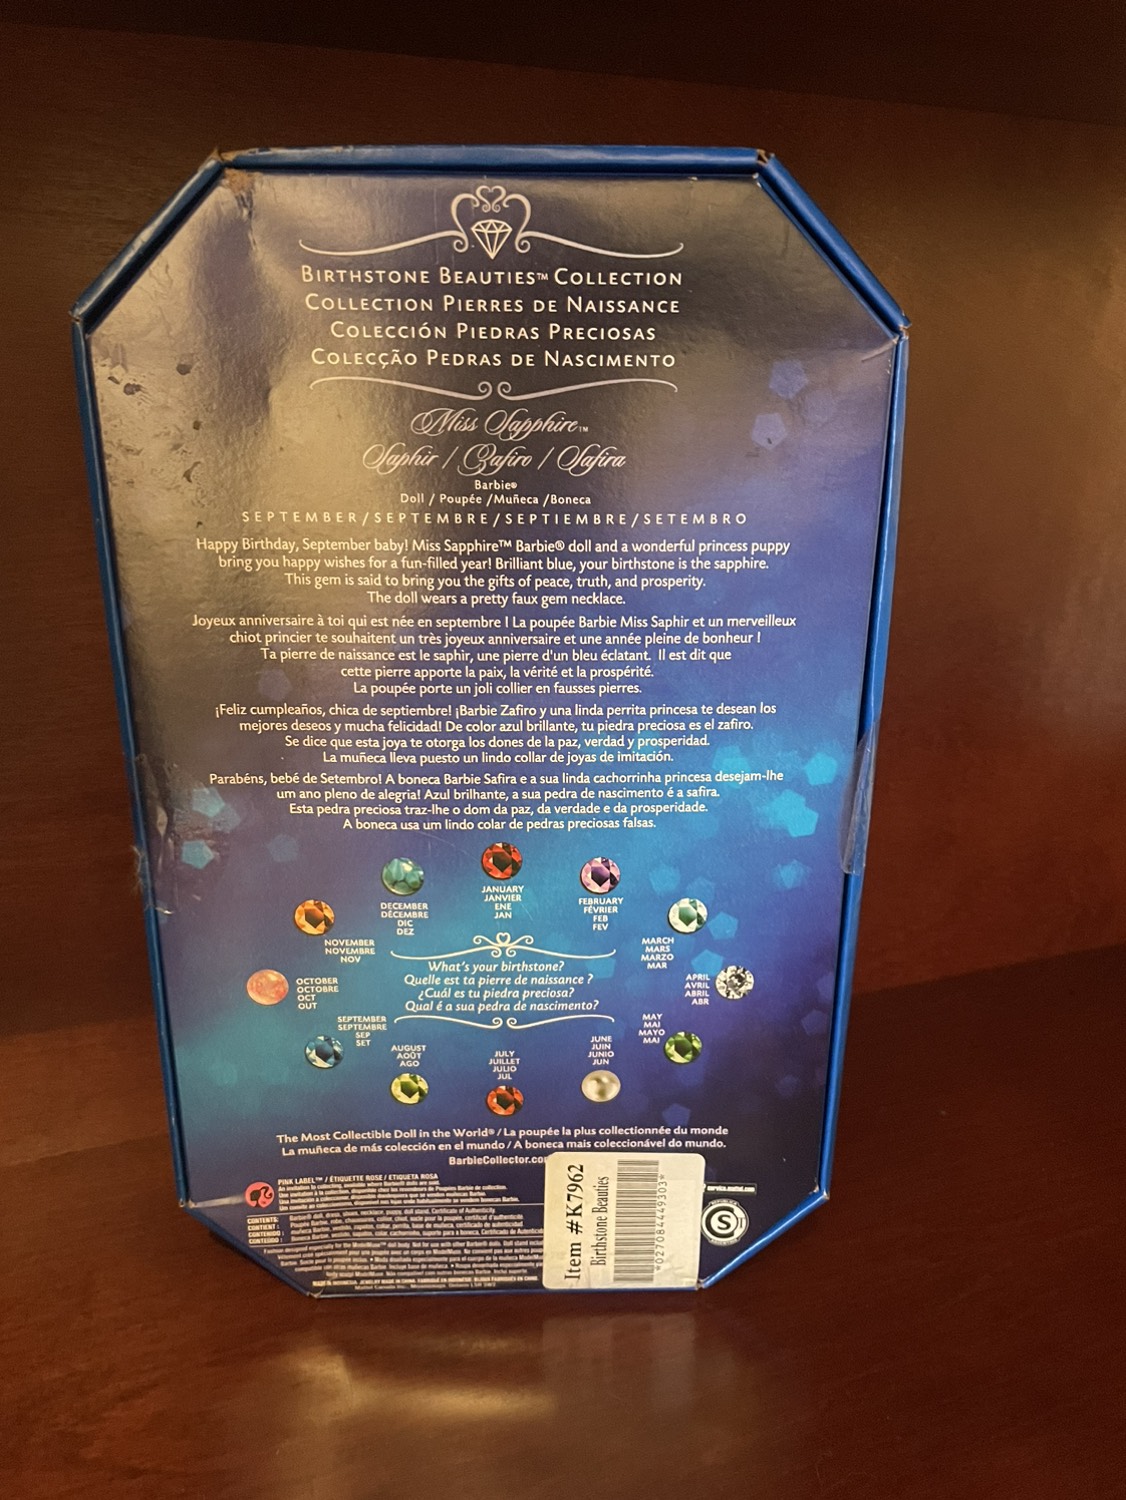 BIRTHSTONE BEAUTIES™ COLLECTION
COLLECTION PIERRES DE NAISSANCE
COLECCIÓN PIEDRAS PRECIOSAS
COLECÇÃO PEDRAS DE NASCIMENTO
Miss Sapphire™
Saphir / Zafiro / Safira
Barbie®
Doll / Poupée /Muñeca /Boneca
SEPTEMBER/SEPTEMBRE/SEPTIEMBRE/SETEMBRO
Happy Birthday, September baby! Miss Sapphire™ Barbie® doll and a wonderful princess puppy
bring you happy wishes for a fun-filled year! Brilliant blue, your birthstone is the sapphire.
This gem is said to bring you the gifts of peace, truth, and prosperity.
The doll wears a pretty faux gem necklace.
Joyeux anniversaire à toi qui est née en septembre ! La poupée Barbie Miss Saphir et un merveilleux
chiot princier te souhaitent un très joyeux anniversaire et une année pleine de bonheur !
Ta pierre de naissance est le saphir, une pierre d'un bleu éclatant. Il est dit que
cette pierre apporte la paix, la vérité et la prospérité.
La poupée porte un joli collier en fausses pierres.
¡Feliz cumpleaños, chica de septiembre! ¡Barbie Zafiro y una linda perrita princesa te desean los
mejores deseos y mucha felicidad! De color azul brillante, tu piedra preciosa es el zafiro.
Se dice que esta joya te otorga los dones de la paz, verdad y prosperidad.
La muñeca lleva puesto un lindo collar de joyas de imitación.
Parabéns, bebé de Setembro! A boneca Barbie Safira e a sua linda cachorrinha princesa desejam-lhe
um ano pleno de alegria! Azul brilhante, a sua pedra de nascimento é a safira.
Esta pedra preciosa traz-lhe o dom da paz, da verdade e da prosperidade.
A boneca usa um lindo colar de pedras preciosas falsas.
JANUARY
JANVIER
ENE
JAN
FEBRUARY
FÉVRIER
FEB
FEV
MARCH
MARS
MARZO
MAR
APRIL
AVRIL
ABRIL
ABR
MAY
MAI
MAYO
MAI
JUNE
JUIN
JUNIO
JUN
JULY
JUILLET
JULIO
JUL
AUGUST
AOÛT
AGO
SEPTEMBER
SEPTEMBRE
SEP
SET
OCTOBER
OCTOBRE
OCT
OUT
NOVEMBER
NOVEMBRE
NOV
DECEMBER
DÉCEMBRE
DIC
DEZ
What's your birthstone?
Quelle est ta pierre de naissance ?
¿Cuál es tu piedra preciosa?
Qual é a sua pedra de nascimento?
The Most Collectible Doll in the World® / La poupée la plus collectionnée du monde
La muñeca de más colección en el mundo / A boneca mais coleccionável do mundo.
BarbieCollector.co
PINK LABEL™ / ÉTIQUETTE ROSE / ETIQUETA ROSA
CONTENTS:
CONTIENT :
CONTENIDO :
CONTEÚDO :
service.mattel.com
S
Item #K7962
Birthstone Beauties
*027084449303*